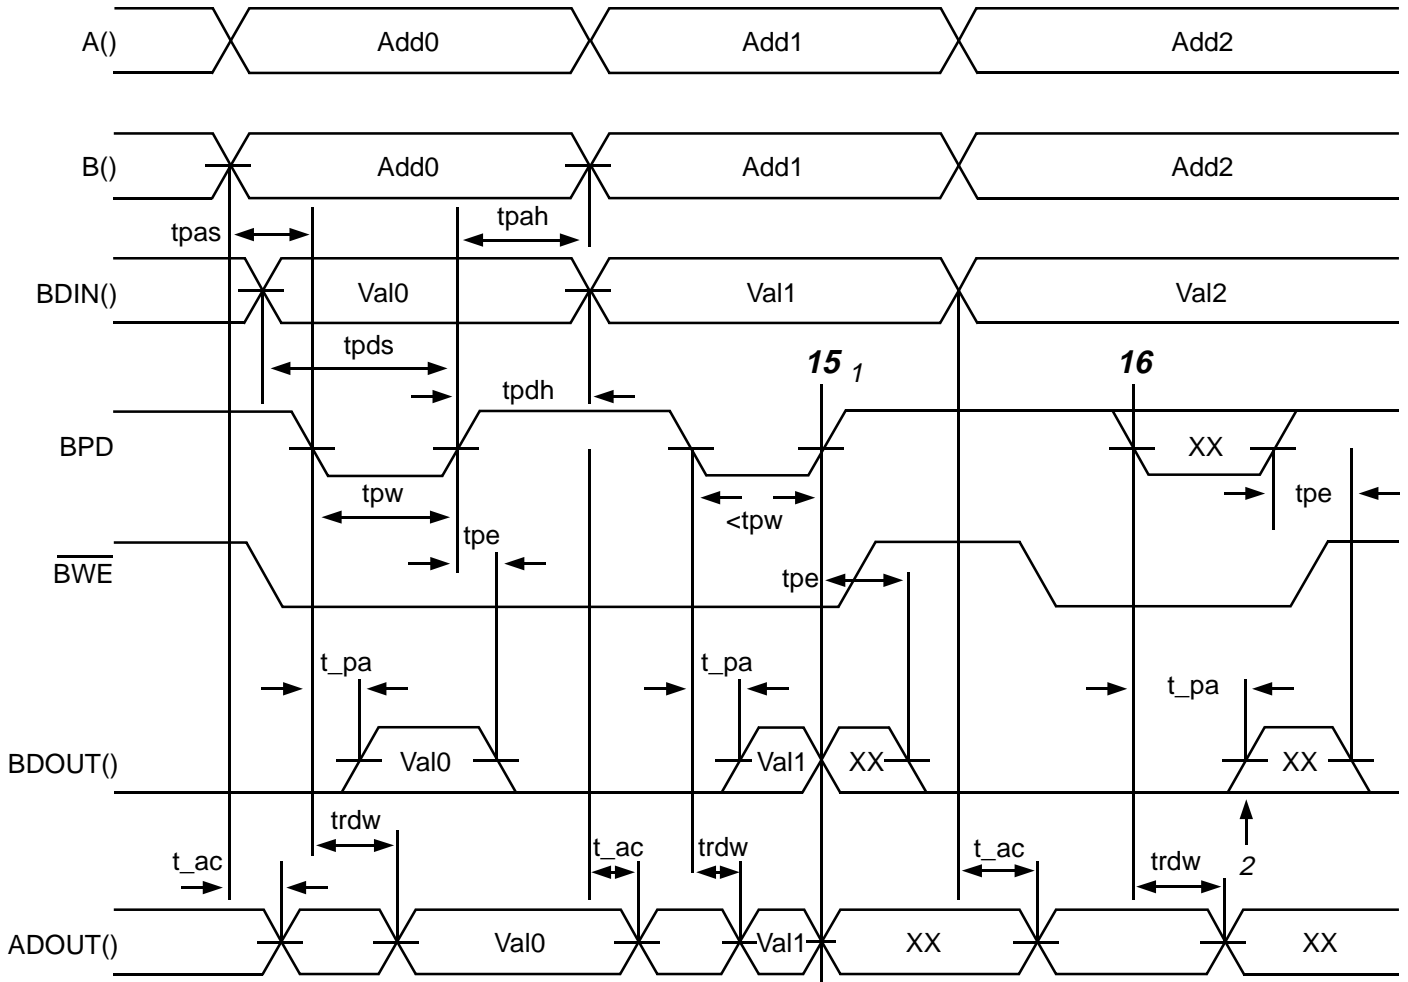 A() Add0 Add1 Add2
B() Add0 Add1 Add2
tpas tpah
BDIN() Val0 Val1 Val2
tpds 15 1 16
tpdh
BPD XX
tpw <tpw tpe
tpe
BWE tpe
t_pa t_pa t_pa
BDOUT() Val0 Val1 XX XX
trdw
t_ac t_ac trdw t_ac trdw 2
ADOUT() Val0 Val1 XX XX